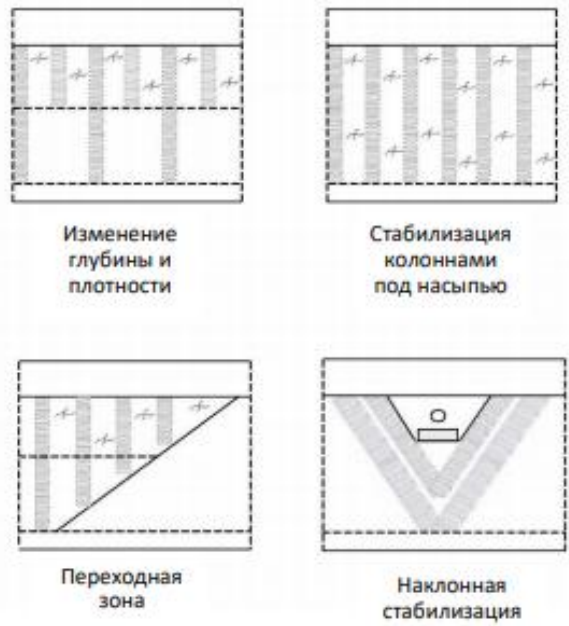 Изменение
глубины и
плотности
Стабилизация
колоннами
под насыпью
Переходная
зона
Наклонная
стабилизация